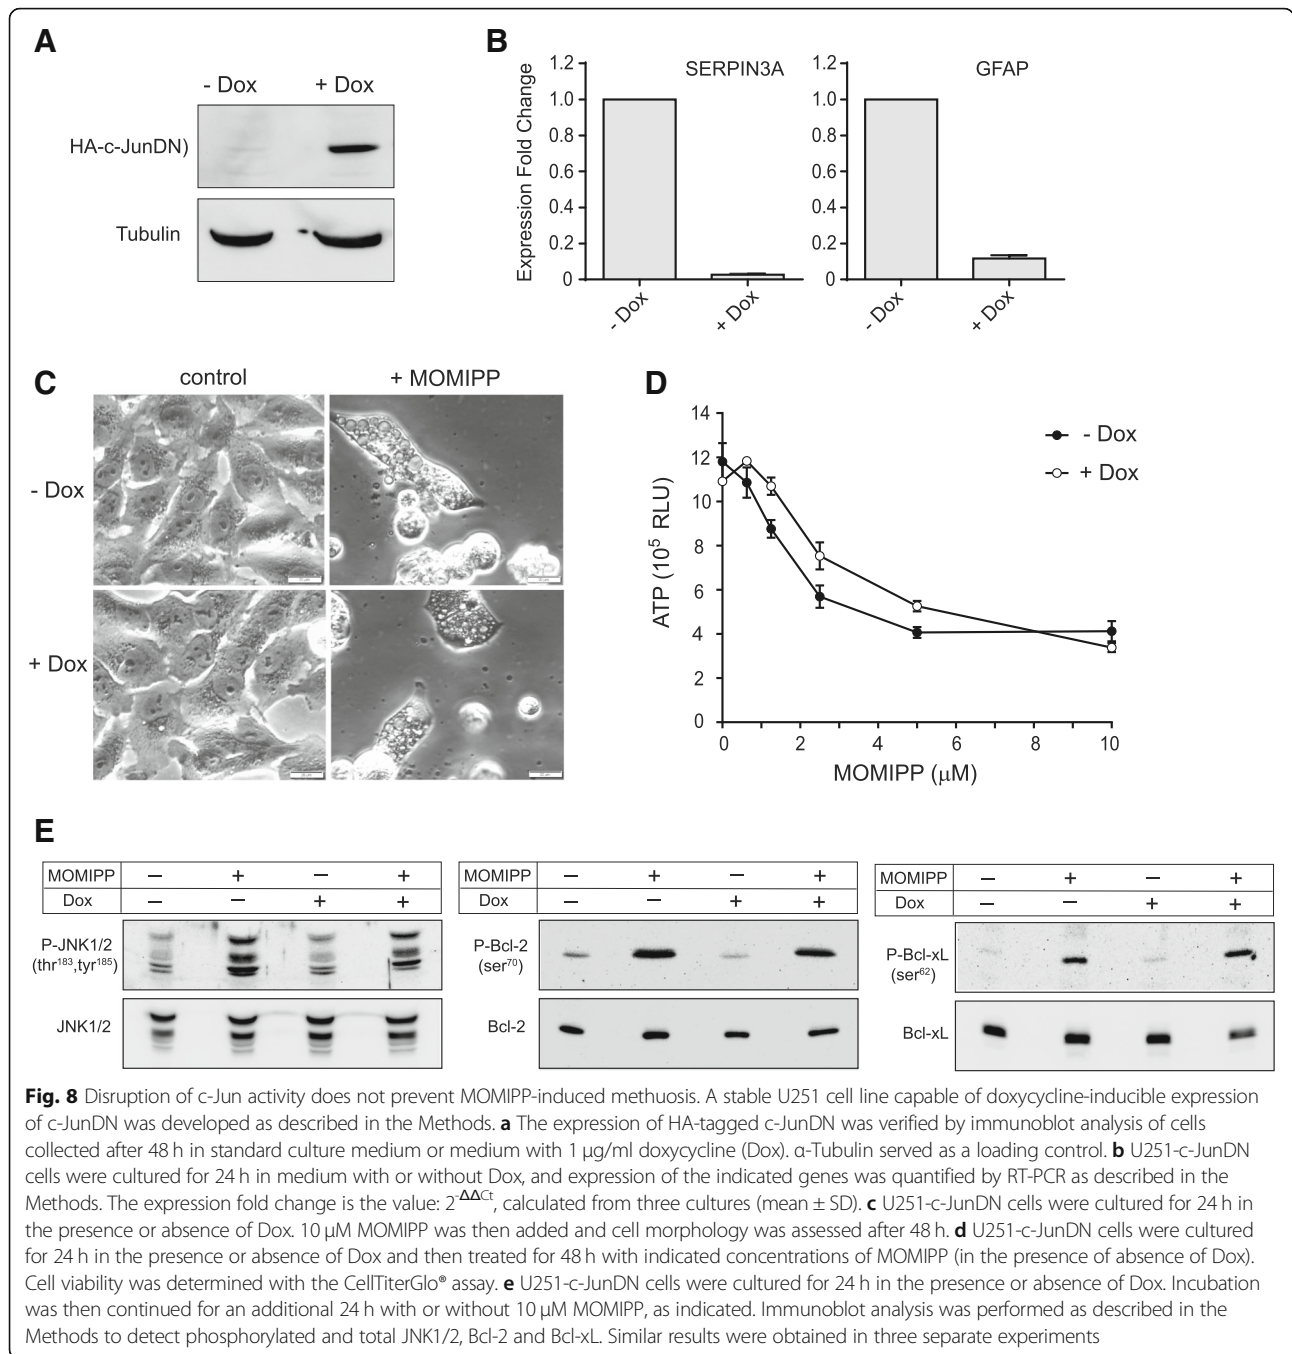 A
- Dox + Dox
HA-c-JunDN)
Tubulin
B
Expression Fold Change
1.2
1.0
0.8
0.6
0.4
0.2
0
SERPIN3A
- Dox
+ Dox
1.2
1.0
0.8
0.6
0.4
0.2
0
GFAP
- Dox
+ Dox
C
control + MOMIPP
- Dox
+ Dox
D
ATP (10⁵ RLU)
14
12
10
8
6
4
2
0
0 2 4 6 8 10
MOMIPP (μM)
- Dox
+ Dox
E
MOMIPP − + − +
Dox − − + +
P-JNK1/2
(thr¹⁸³,tyr¹⁸⁵)
JNK1/2
MOMIPP − + − +
Dox − − + +
P-Bcl-2
(ser⁷⁰)
Bcl-2
MOMIPP − + − +
Dox − − + +
P-Bcl-xL
(ser⁶²)
Bcl-xL
Fig. 8 Disruption of c-Jun activity does not prevent MOMIPP-induced methuosis. A stable U251 cell line capable of doxycycline-inducible expression
of c-JunDN was developed as described in the Methods. a The expression of HA-tagged c-JunDN was verified by immunoblot analysis of cells
collected after 48 h in standard culture medium or medium with 1 μg/ml doxycycline (Dox). α-Tubulin served as a loading control. b U251-c-JunDN
cells were cultured for 24 h in medium with or without Dox, and expression of the indicated genes was quantified by RT-PCR as described in the
Methods. The expression fold change is the value: 2^-ΔΔCt, calculated from three cultures (mean ± SD). c U251-c-JunDN cells were cultured for 24 h in
the presence or absence of Dox. 10 μM MOMIPP was then added and cell morphology was assessed after 48 h. d U251-c-JunDN cells were cultured
for 24 h in the presence or absence of Dox and then treated for 48 h with indicated concentrations of MOMIPP (in the presence of absence of Dox).
Cell viability was determined with the CellTiterGlo® assay. e U251-c-JunDN cells were cultured for 24 h in the presence or absence of Dox. Incubation
was then continued for an additional 24 h with or without 10 μM MOMIPP, as indicated. Immunoblot analysis was performed as described in the
Methods to detect phosphorylated and total JNK1/2, Bcl-2 and Bcl-xL. Similar results were obtained in three separate experiments